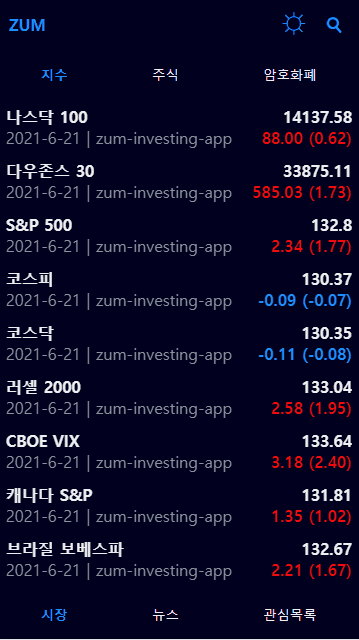 ZUM
지수 주식 암호화폐
나스닥 100 14137.58
2021-6-21 | zum-investing-app 88.00 (0.62)
다우존스 30 33875.11
2021-6-21 | zum-investing-app 585.03 (1.73)
S&P 500 132.8
2021-6-21 | zum-investing-app 2.34 (1.77)
코스피 130.37
2021-6-21 | zum-investing-app -0.09 (-0.07)
코스닥 130.35
2021-6-21 | zum-investing-app -0.11 (-0.08)
러셀 2000 133.04
2021-6-21 | zum-investing-app 2.58 (1.95)
CBOE VIX 133.64
2021-6-21 | zum-investing-app 3.18 (2.40)
캐나다 S&P 131.81
2021-6-21 | zum-investing-app 1.35 (1.02)
브라질 보베스파 132.67
2021-6-21 | zum-investing-app 2.21 (1.67)
시장 뉴스 관심목록